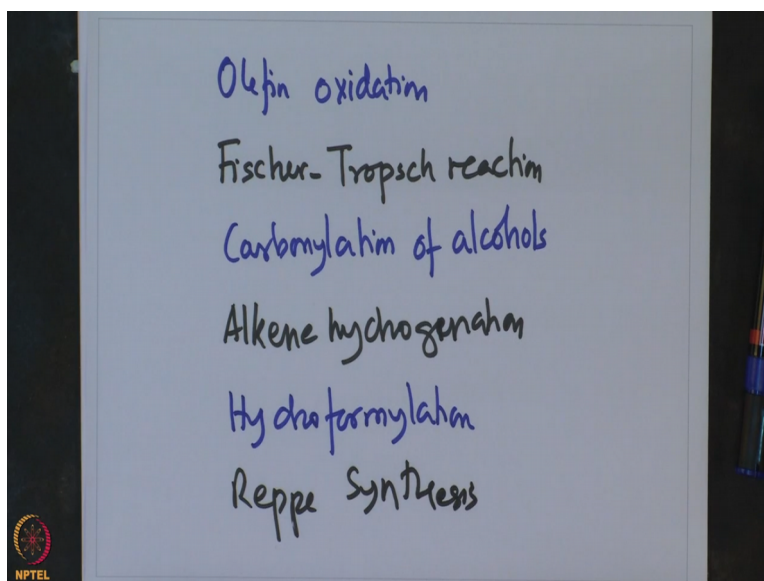 Olefin oxidation
Fischer-Tropsch reaction
Carbonylation of alcohols
Alkene hydrogenation
Hydroformylation
Reppe Synthesis
NPTEL